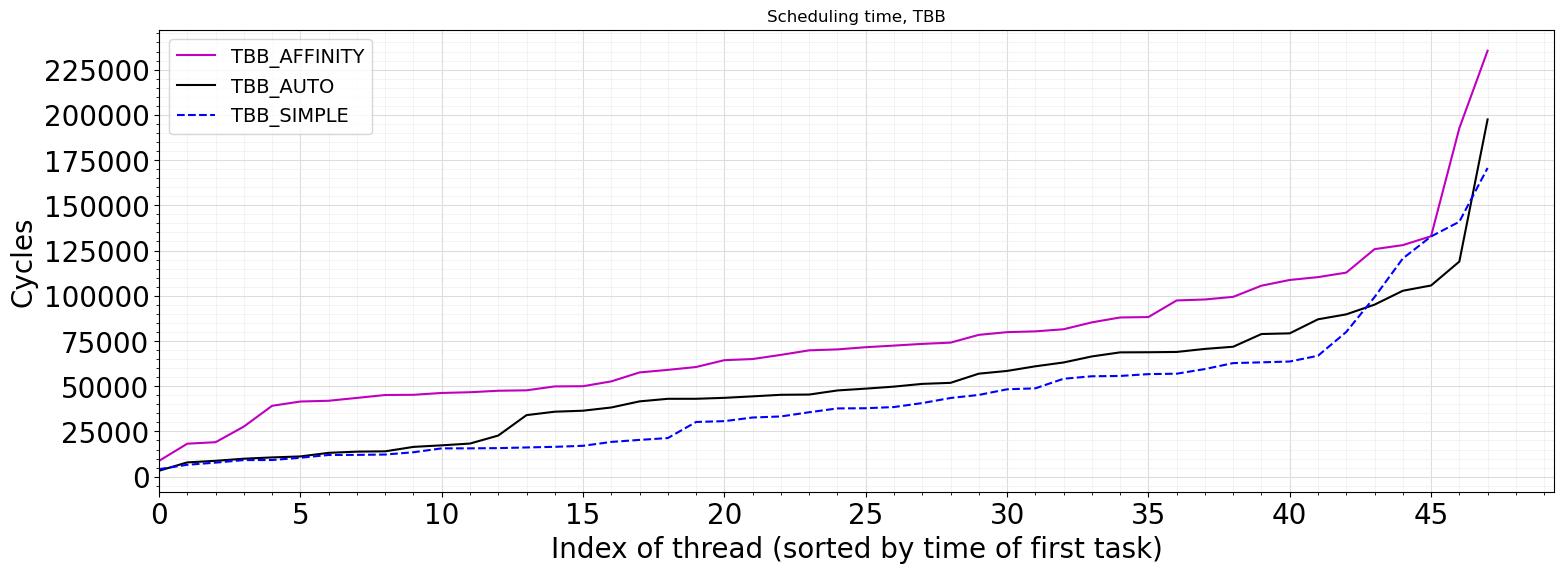 Scheduling time, TBB
TBB_AFFINITY
TBB_AUTO
TBB_SIMPLE
225000
200000
175000
150000
125000
100000
75000
50000
25000
0
Cycles
0 5 10 15 20 25 30 35 40 45
Index of thread (sorted by time of first task)